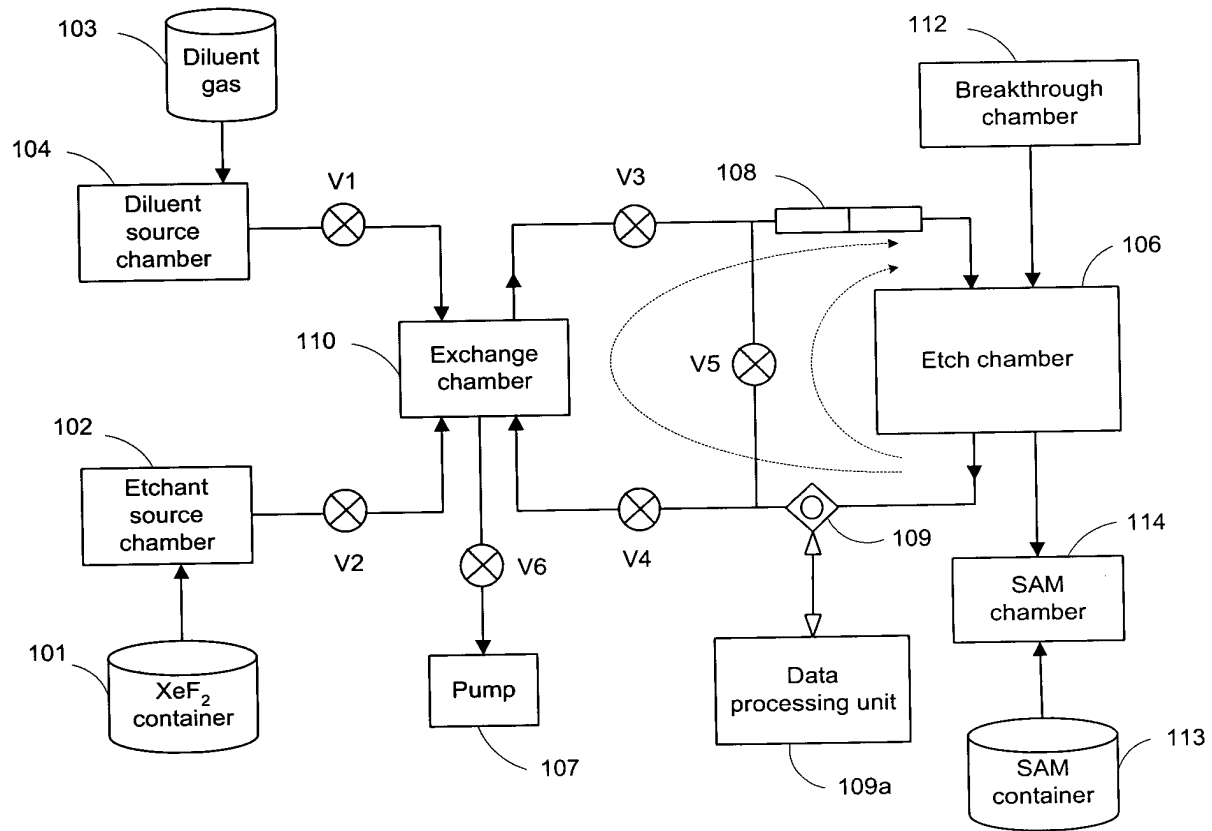 103
Diluent
gas
112
Breakthrough
chamber
104
Diluent
source
chamber
V1
V3
108
106
110
Exchange
chamber
V5
Etch chamber
102
Etchant
source
chamber
V2
V6
V4
109
114
SAM
chamber
101
XeF2
container
Pump
107
Data
processing unit
109a
113
SAM
container